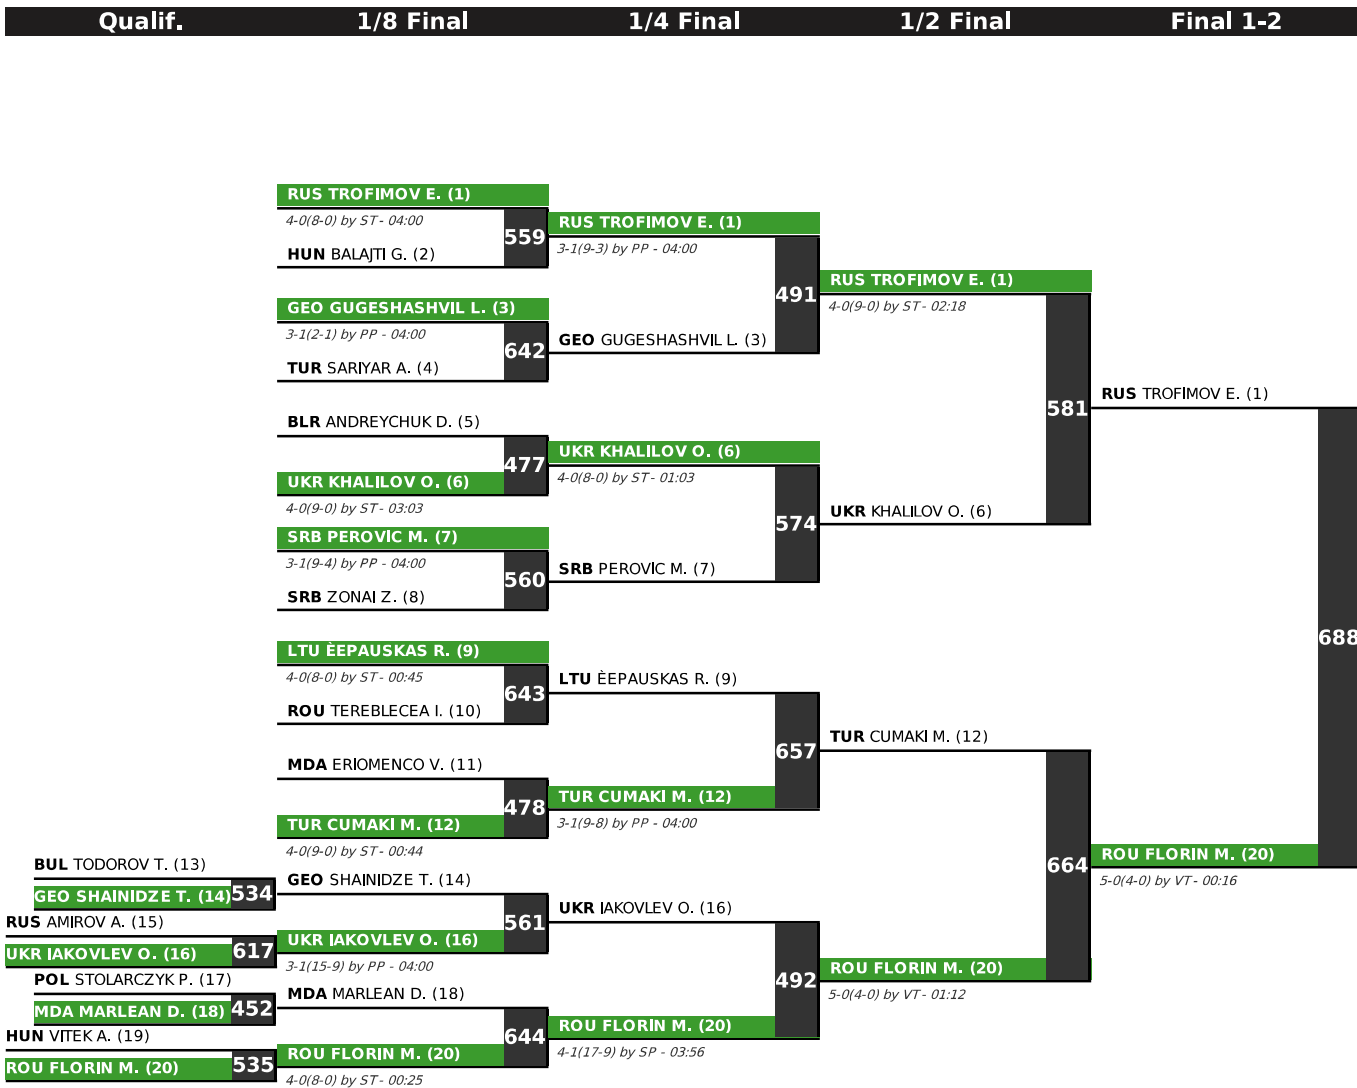 Qualif.
1/8 Final
1/4 Final
1/2 Final
Final 1-2
BUL TODOROV T. (13)
GEO SHAINIDZE T. (14)
534
RUS AMIROV A. (15)
UKR IAKOVLEV O. (16)
617
POL STOLARCZYK P. (17)
MDA MARLEAN D. (18)
452
HUN VITEK A. (19)
ROU FLORIN M. (20)
535
RUS TROFIMOV E. (1)
4-0(8-0) by ST - 04:00
559
HUN BALAJTI G. (2)
GEO GUGESHASHVIL L. (3)
3-1(2-1) by PP - 04:00
642
TUR SARIYAR A. (4)
BLR ANDREYCHUK D. (5)
477
UKR KHALILOV O. (6)
4-0(9-0) by ST - 03:03
SRB PEROVIC M. (7)
3-1(9-4) by PP - 04:00
560
SRB ZONAI Z. (8)
LTU ÈEPAUSKAS R. (9)
4-0(8-0) by ST - 00:45
643
ROU TEREBLECEA I. (10)
MDA ERIOMENCO V. (11)
478
TUR CUMAKI M. (12)
4-0(9-0) by ST - 00:44
GEO SHAINIDZE T. (14)
561
UKR IAKOVLEV O. (16)
3-1(15-9) by PP - 04:00
MDA MARLEAN D. (18)
644
ROU FLORIN M. (20)
4-0(8-0) by ST - 00:25
RUS TROFIMOV E. (1)
3-1(9-3) by PP - 04:00
491
GEO GUGESHASHVIL L. (3)
UKR KHALILOV O. (6)
4-0(8-0) by ST - 01:03
574
SRB PEROVIC M. (7)
LTU ÈEPAUSKAS R. (9)
657
TUR CUMAKI M. (12)
3-1(9-8) by PP - 04:00
UKR IAKOVLEV O. (16)
492
ROU FLORIN M. (20)
4-1(17-9) by SP - 03:56
RUS TROFIMOV E. (1)
4-0(9-0) by ST - 02:18
581
UKR KHALILOV O. (6)
TUR CUMAKI M. (12)
664
ROU FLORIN M. (20)
5-0(4-0) by VT - 01:12
RUS TROFIMOV E. (1)
688
ROU FLORIN M. (20)
5-0(4-0) by VT - 00:16